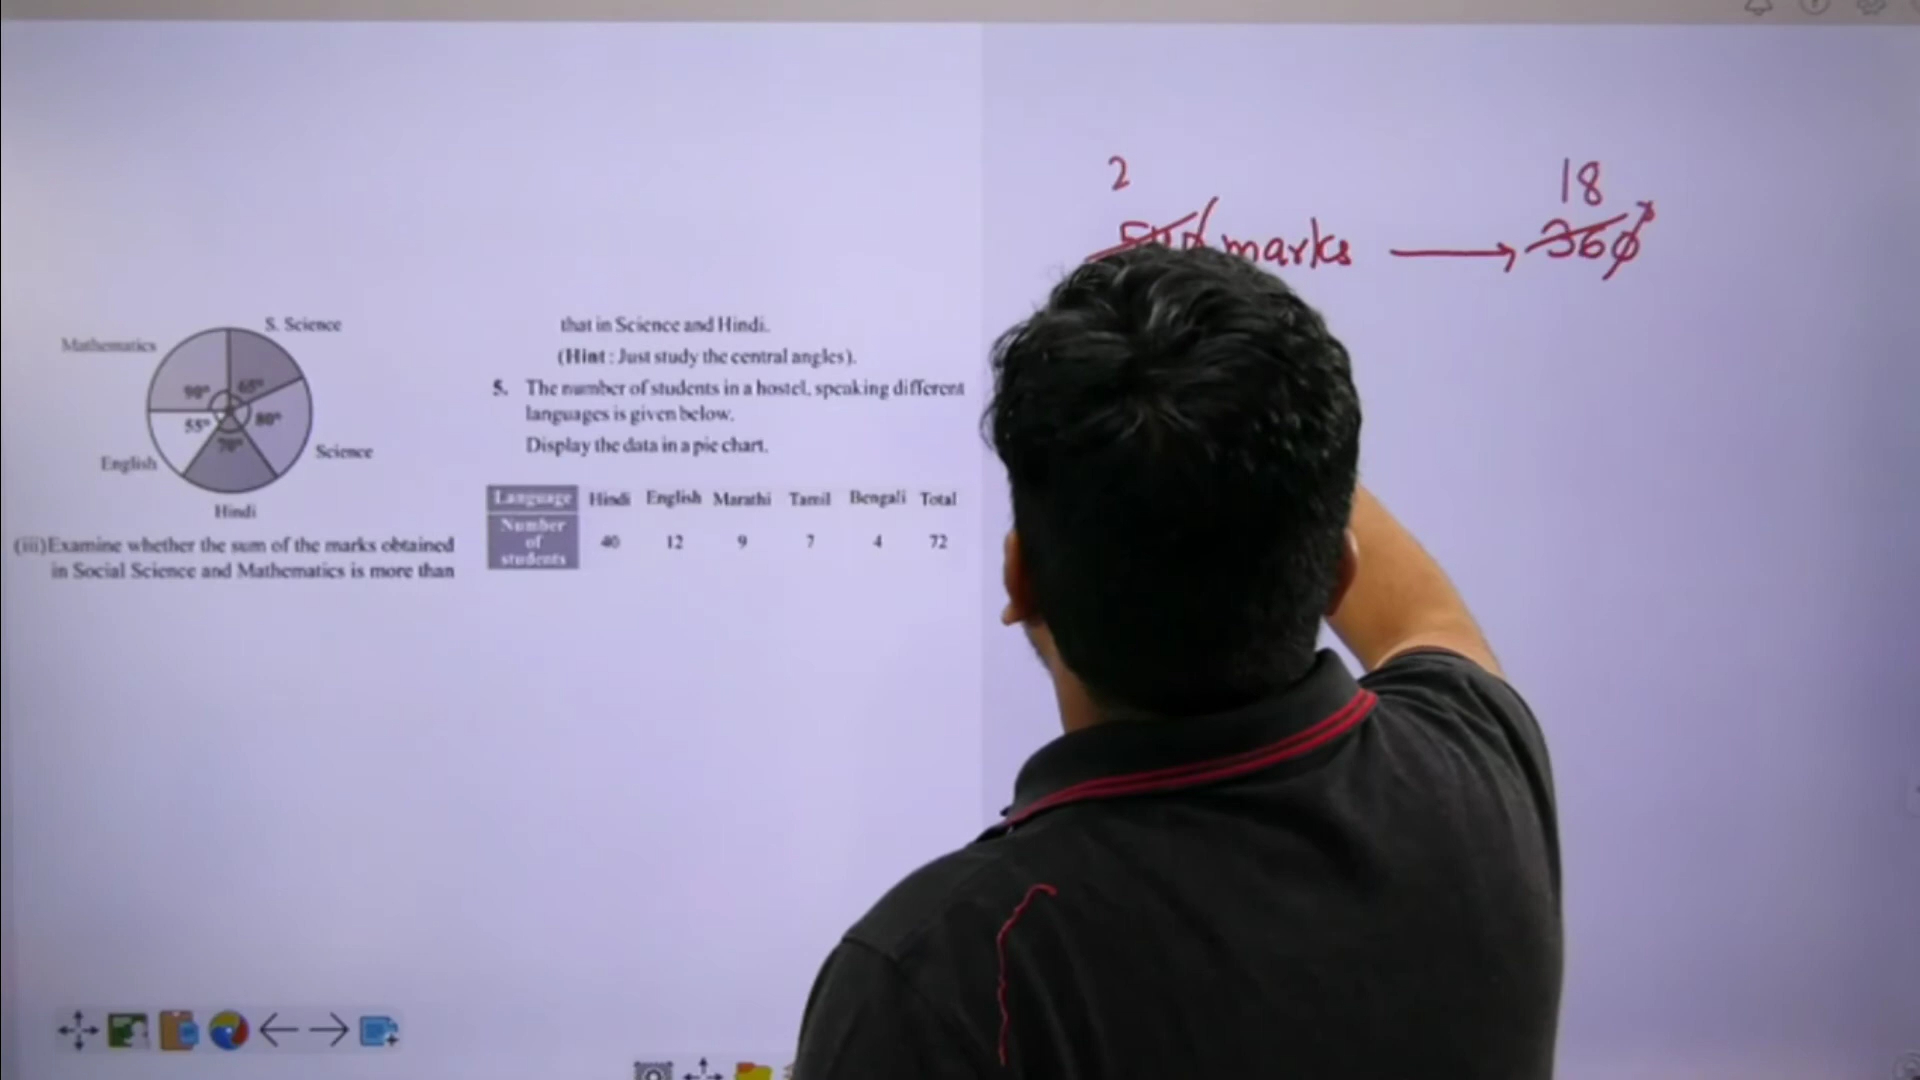 2
18
540 marks → 360°
S. Science
Mathematics
90°
65°
80°
55°
70°
Science
English
Hindi
(iii)Examine whether the sum of the marks obtained
in Social Science and Mathematics is more than
that in Science and Hindi.
(Hint : Just study the central angles).
5. The number of students in a hostel, speaking different
languages is given below.
Display the data in a pie chart.
Language Hindi English Marathi Tamil Bengali Total
Number of students 40 12 9 7 4 72